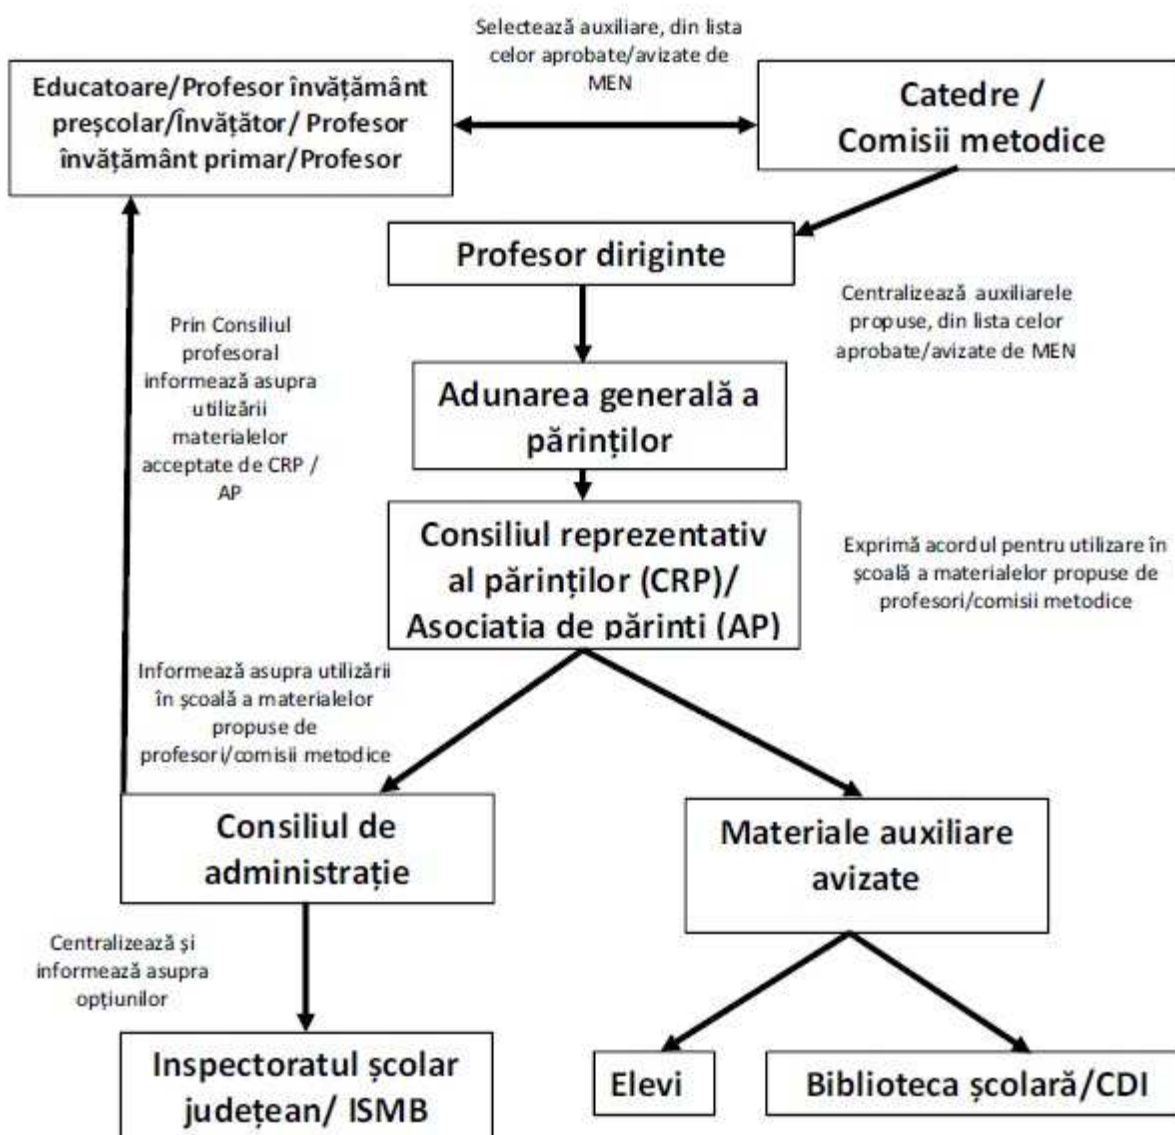 Selectează auxiliare, din lista
celor aprobate/avizate de
MEN
Educatoare/Profesor învățământ
preșcolar/Învățător/ Profesor
învățământ primar/Profesor
Catedre /
Comisii metodice
Profesor diriginte
Centralizează auxiliarele
propuse, din lista celor
aprobate/avizate de MEN
Prin Consiliul
profesoral
informează asupra
utilizării
materialelor
acceptate de CRP /
AP
Adunarea generală a
părinților
Consiliul reprezentativ
al părinților (CRP)/
Asociatia de părinti (AP)
Exprimă acordul pentru utilizare în
școală a materialelor propuse de
profesori/comisii metodice
Informează asupra utilizării
în școală a materialelor
propuse de
profesori/comisii metodice
Consiliul de
administrație
Materiale auxiliare
avizate
Centralizează și
informează asupra
opțiunilor
Inspectoratul școlar
județean/ ISMB
Elevi
Biblioteca școlară/CDI